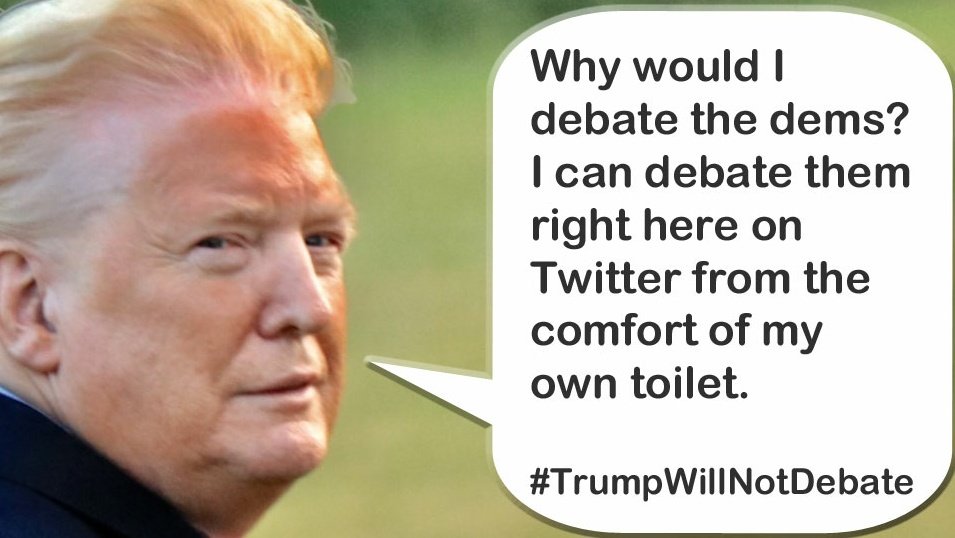 Why would I
debate the dems?
I can debate them
right here on
Twitter from the
comfort of my
own toilet.
#TrumpWillNotDebate